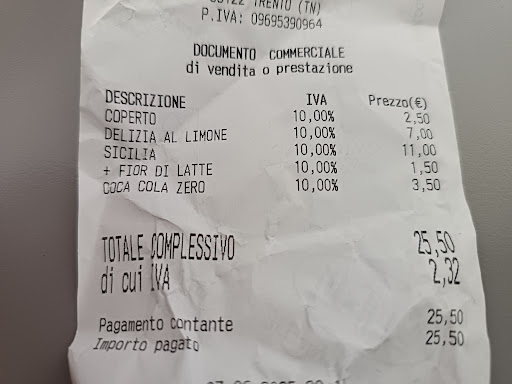 TRENTO (TN)
P.IVA: 09695390964
DOCUMENTO COMMERCIALE
di vendita o prestazione
DESCRIZIONE IVA Prezzo(€)
COPERTO 10,00% 2,50
DELIZIA AL LIMONE 10,00% 7,00
SICILIA 10,00% 11,00
+ FIOR DI LATTE 10,00% 1,50
COCA COLA ZERO 10,00% 3,50
TOTALE COMPLESSIVO 25,50
di cui IVA 2,32
Pagamento contante 25,50
Importo pagato 25,50